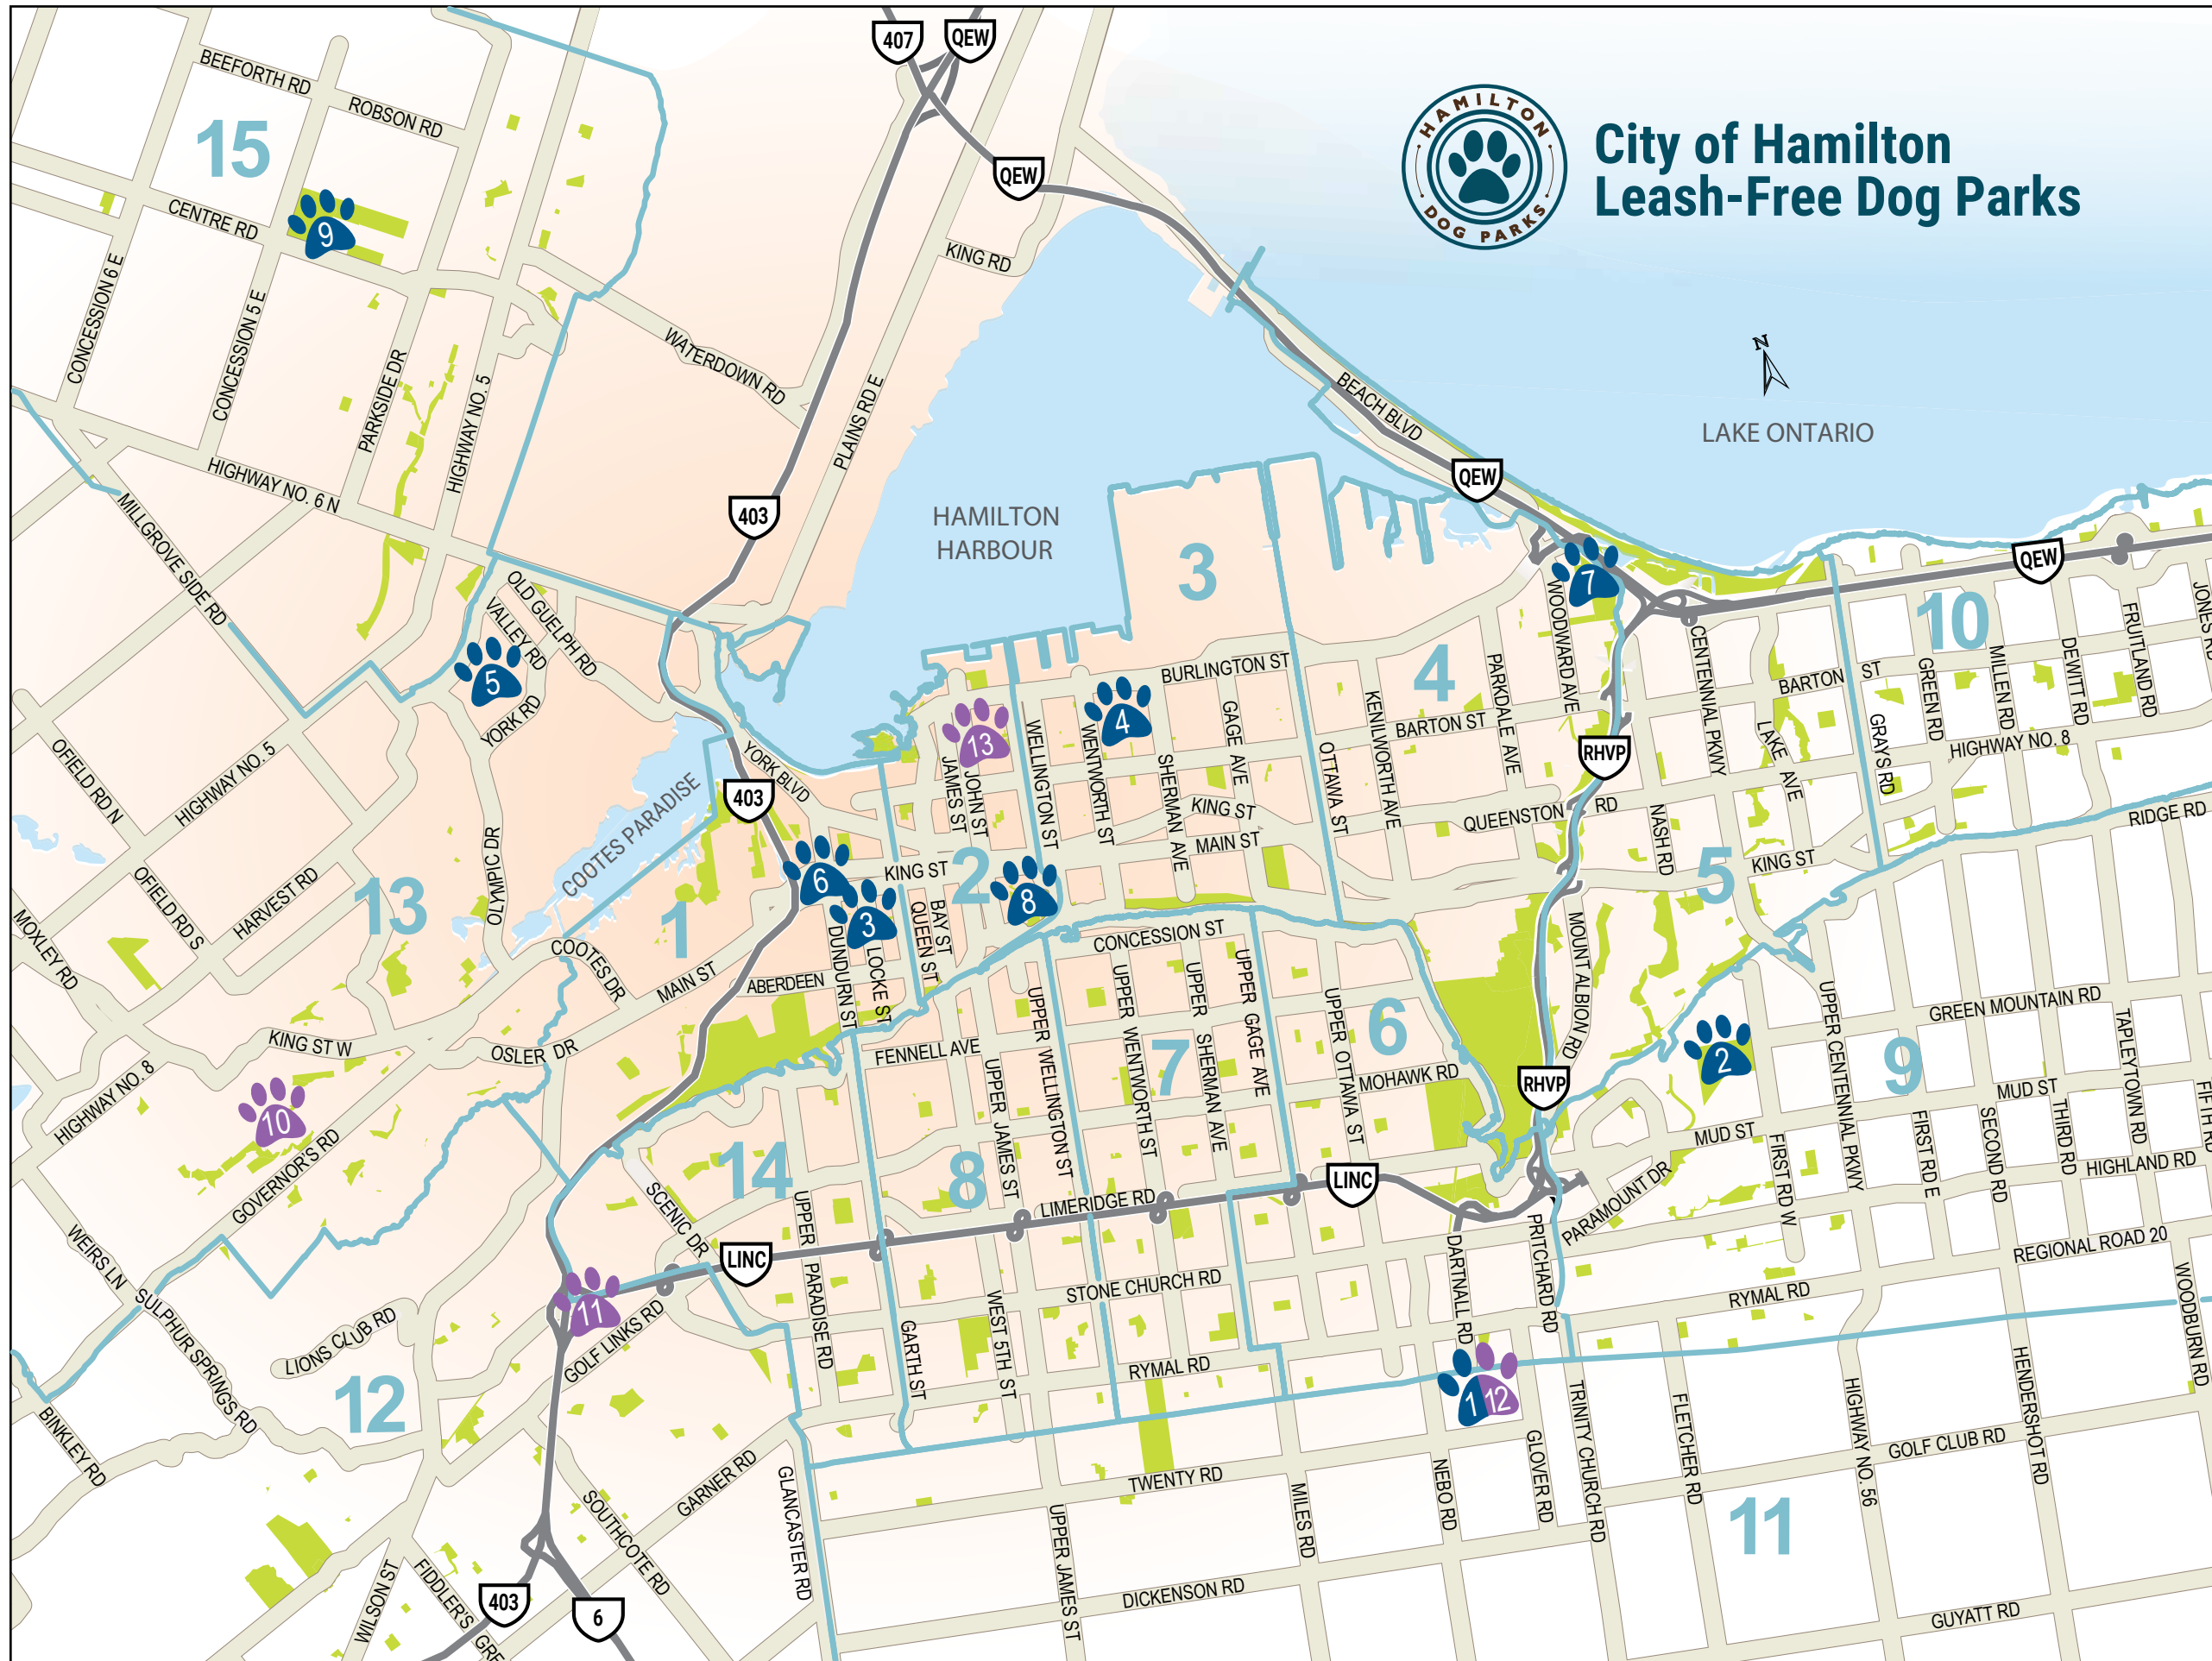 HAMILTON
DOG PARKS
City of Hamilton
Leash-Free Dog Parks
407
QEW
QEW
BEEFORTH RD
ROBSON RD
15
CENTRE RD
9
KING RD
CONCESSION 6 E
CONCESSION 5 E
PARKSIDE DR
HIGHWAY NO. 5
WATERDOWN RD
PLAINS RD E
BEACH BLVD
N
LAKE ONTARIO
HIGHWAY NO. 6 N
MILLGROVE SIDE RD
403
HAMILTON
HARBOUR
QEW
QEW
3
7
10
OLD GUELPH RD
VALLEY RD
5
YORK RD
WOODWARD AVE
CENTENNIAL PKWY
BURLINGTON ST
4
PARKDALE AVE
BARTON ST
GREEN RD
MILLEN RD
DEWITT RD
FRUITLAND RD
JONES RD
13
4
GAGE AVE
KENILWORTH AVE
BARTON ST
RHVP
LAKE AVE
GRAYS RD
HIGHWAY NO. 8
OFIELD RD N
HIGHWAY NO. 5
YORK BLVD
403
JAMES ST
JOHN ST
WELLINGTON ST
WENTWORTH ST
SHERMAN AVE
OTTAWA ST
KING ST
MAIN ST
QUEENSTON RD
NASH RD
RIDGE RD
COOTES PARADISE
OLYMPIC DR
OFIELD RD S
HARVEST RD
13
6
3
KING ST
2
8
5
KING ST
MOXLEY RD
1
COOTES DR
MAIN ST
ABERDEEN
DUNDURN ST
LOCKE ST
QUEEN ST
BAY ST
CONCESSION ST
MOUNT ALBION RD
UPPER CENTENNIAL PKWY
GREEN MOUNTAIN RD
TAPLEYTOWN RD
KING ST W
OSLER DR
HIGHWAY NO. 8
FENNELL AVE
UPPER JAMES ST
UPPER WELLINGTON ST
UPPER WENTWORTH ST
UPPER SHERMAN AVE
UPPER GAGE AVE
UPPER OTTAWA ST
7
6
MOHAWK RD
RHVP
2
9
MUD ST
10
GOVERNOR'S RD
MUD ST
FIRST RD W
FIRST RD E
SECOND RD
THIRD RD
FIFTH RD
HIGHLAND RD
14
8
SCENIC DR
LIMERIDGE RD
LINC
LINC
PARAMOUNT DR
WEIRS LN
SULPHUR SPRINGS RD
LIONS CLUB RD
11
GOLF LINKS RD
UPPER PARADISE RD
STONE CHURCH RD
DARTNALL RD
PRITCHARD RD
REGIONAL ROAD 20
WOODBURN RD
RYMAL RD
GARTH ST
WEST 5TH ST
RYMAL RD
12
1
12
BINKLEY RD
TRINITY CHURCH RD
FLETCHER RD
HIGHWAY NO. 56
HENDERSHOT RD
GOLF CLUB RD
GARNER RD
GLANCASTER RD
TWENTY RD
NEBO RD
GLOVER RD
MILES RD
SOUTHCOTE RD
UPPER JAMES ST
11
WILSON ST
FIDDLER'S GRE
403
6
DICKENSON RD
GUYATT RD